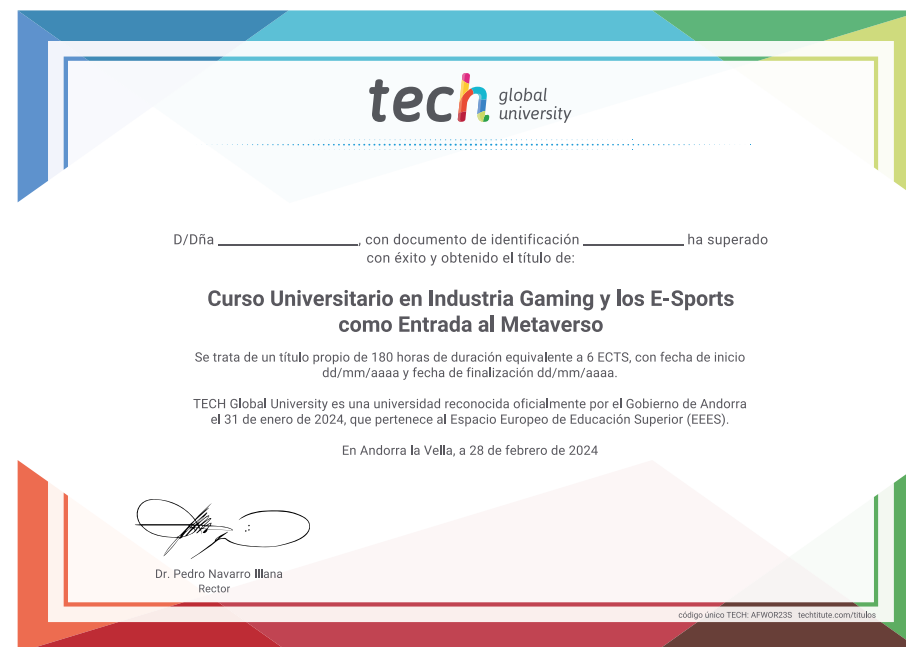 tech global
university
D/Dña ______________, con documento de identificación ____________ ha superado
con éxito y obtenido el título de:
Curso Universitario en Industria Gaming y los E-Sports
como Entrada al Metaverso
Se trata de un título propio de 180 horas de duración equivalente a 6 ECTS, con fecha de inicio
dd/mm/aaaa y fecha de finalización dd/mm/aaaa.
TECH Global University es una universidad reconocida oficialmente por el Gobierno de Andorra
el 31 de enero de 2024, que pertenece al Espacio Europeo de Educación Superior (EEES).
En Andorra la Vella, a 28 de febrero de 2024
Dr. Pedro Navarro Illana
Rector
código único TECH: AFWOR23S techtitute.com/titulos